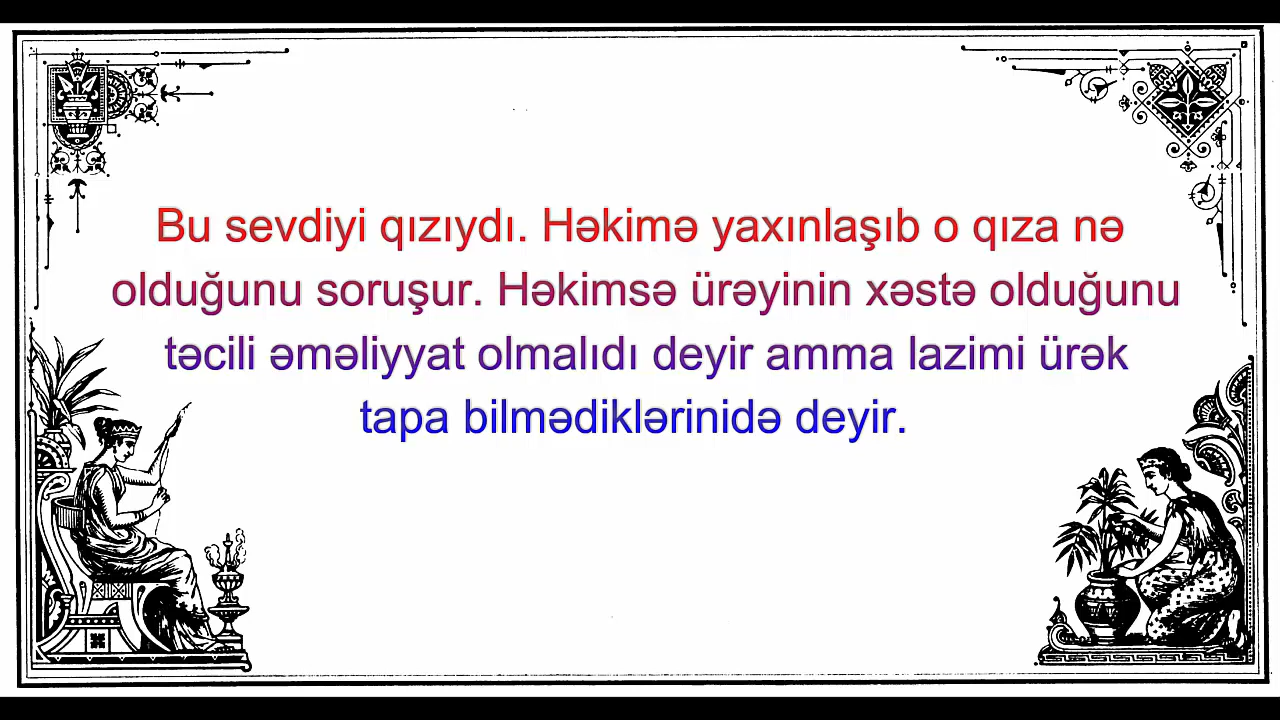 Bu sevdiyi qızıydı. Həkimə yaxınlaşıb o qıza nə
olduğunu soruşur. Həkimsə ürəyinin xəstə olduğunu
təcili əməliyyat olmalıdı deyir amma lazimi ürək
tapa bilmədiklərinidə deyir.